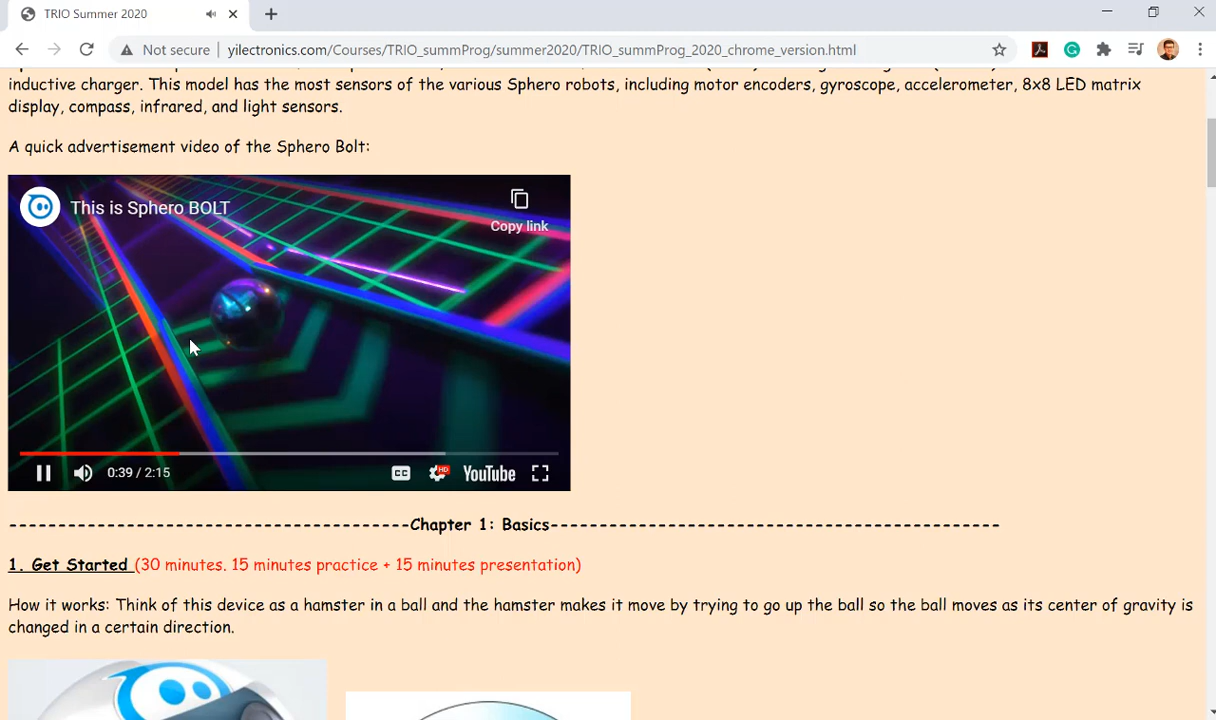 TRIO Summer 2020
Not secure yilectronics.com/Courses/TRIO_summProg/summer2020/TRIO_summProg_2020_chrome_version.html
inductive charger. This model has the most sensors of the various Sphero robots, including motor encoders, gyroscope, accelerometer, 8x8 LED matrix
display, compass, infrared, and light sensors.
A quick advertisement video of the Sphero Bolt:
This is Sphero BOLT
Copy link
0:39 / 2:15
CC
HD
YouTube
-----------------------------------------Chapter 1: Basics----------------------------------------------
1. Get Started (30 minutes. 15 minutes practice + 15 minutes presentation)
How it works: Think of this device as a hamster in a ball and the hamster makes it move by trying to go up the ball so the ball moves as its center of gravity is
changed in a certain direction.